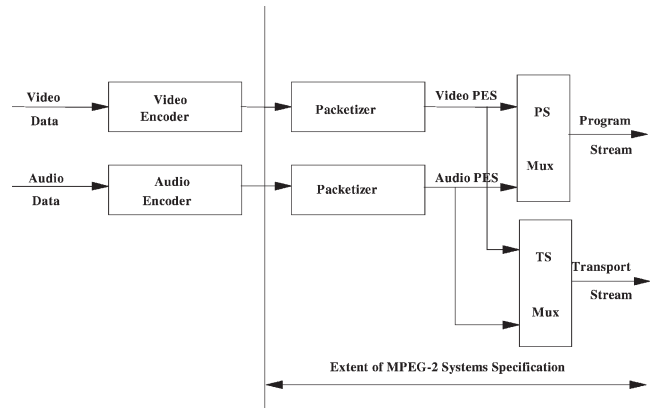 Video
Data
Video
Encoder
Packetizer
Video PES
PS
Mux
Program
Stream
Audio
Data
Audio
Encoder
Packetizer
Audio PES
TS
Mux
Transport
Stream
Extent of MPEG-2 Systems Specification